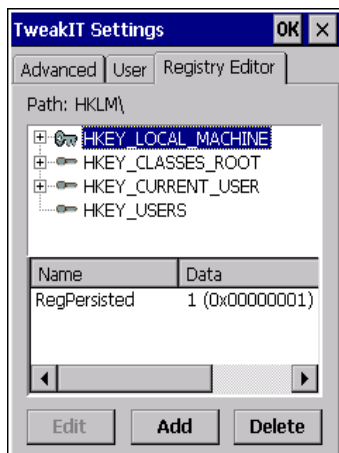 TweakIT Settings OK ×
Advanced User Registry Editor
Path: HKLM\
HKEY_LOCAL_MACHINE
HKEY_CLASSES_ROOT
HKEY_CURRENT_USER
HKEY_USERS
Name Data
RegPersisted 1 (0x00000001)
Edit Add Delete